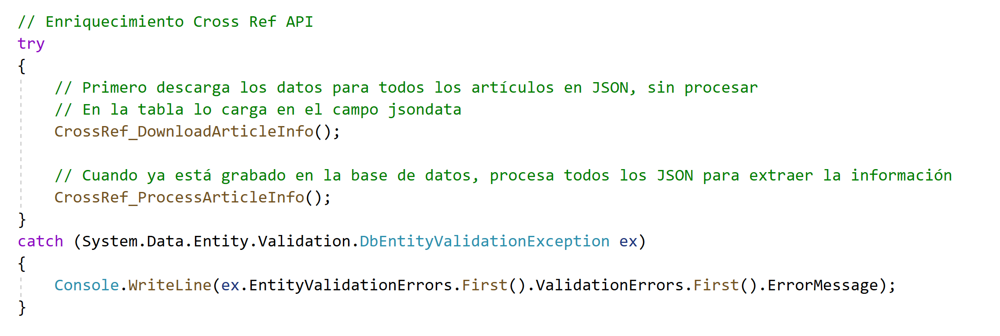 // Enriquecimiento Cross Ref API
try
{
// Primero descarga los datos para todos los artículos en JSON, sin procesar
// En la tabla lo carga en el campo jsondata
CrossRef_DownloadArticleInfo();
// Cuando ya está grabado en la base de datos, procesa todos los JSON para extraer la información
CrossRef_ProcessArticleInfo();
}
catch (System.Data.Entity.Validation.DbEntityValidationException ex)
{
Console.WriteLine(ex.EntityValidationErrors.First().ValidationErrors.First().ErrorMessage);
}